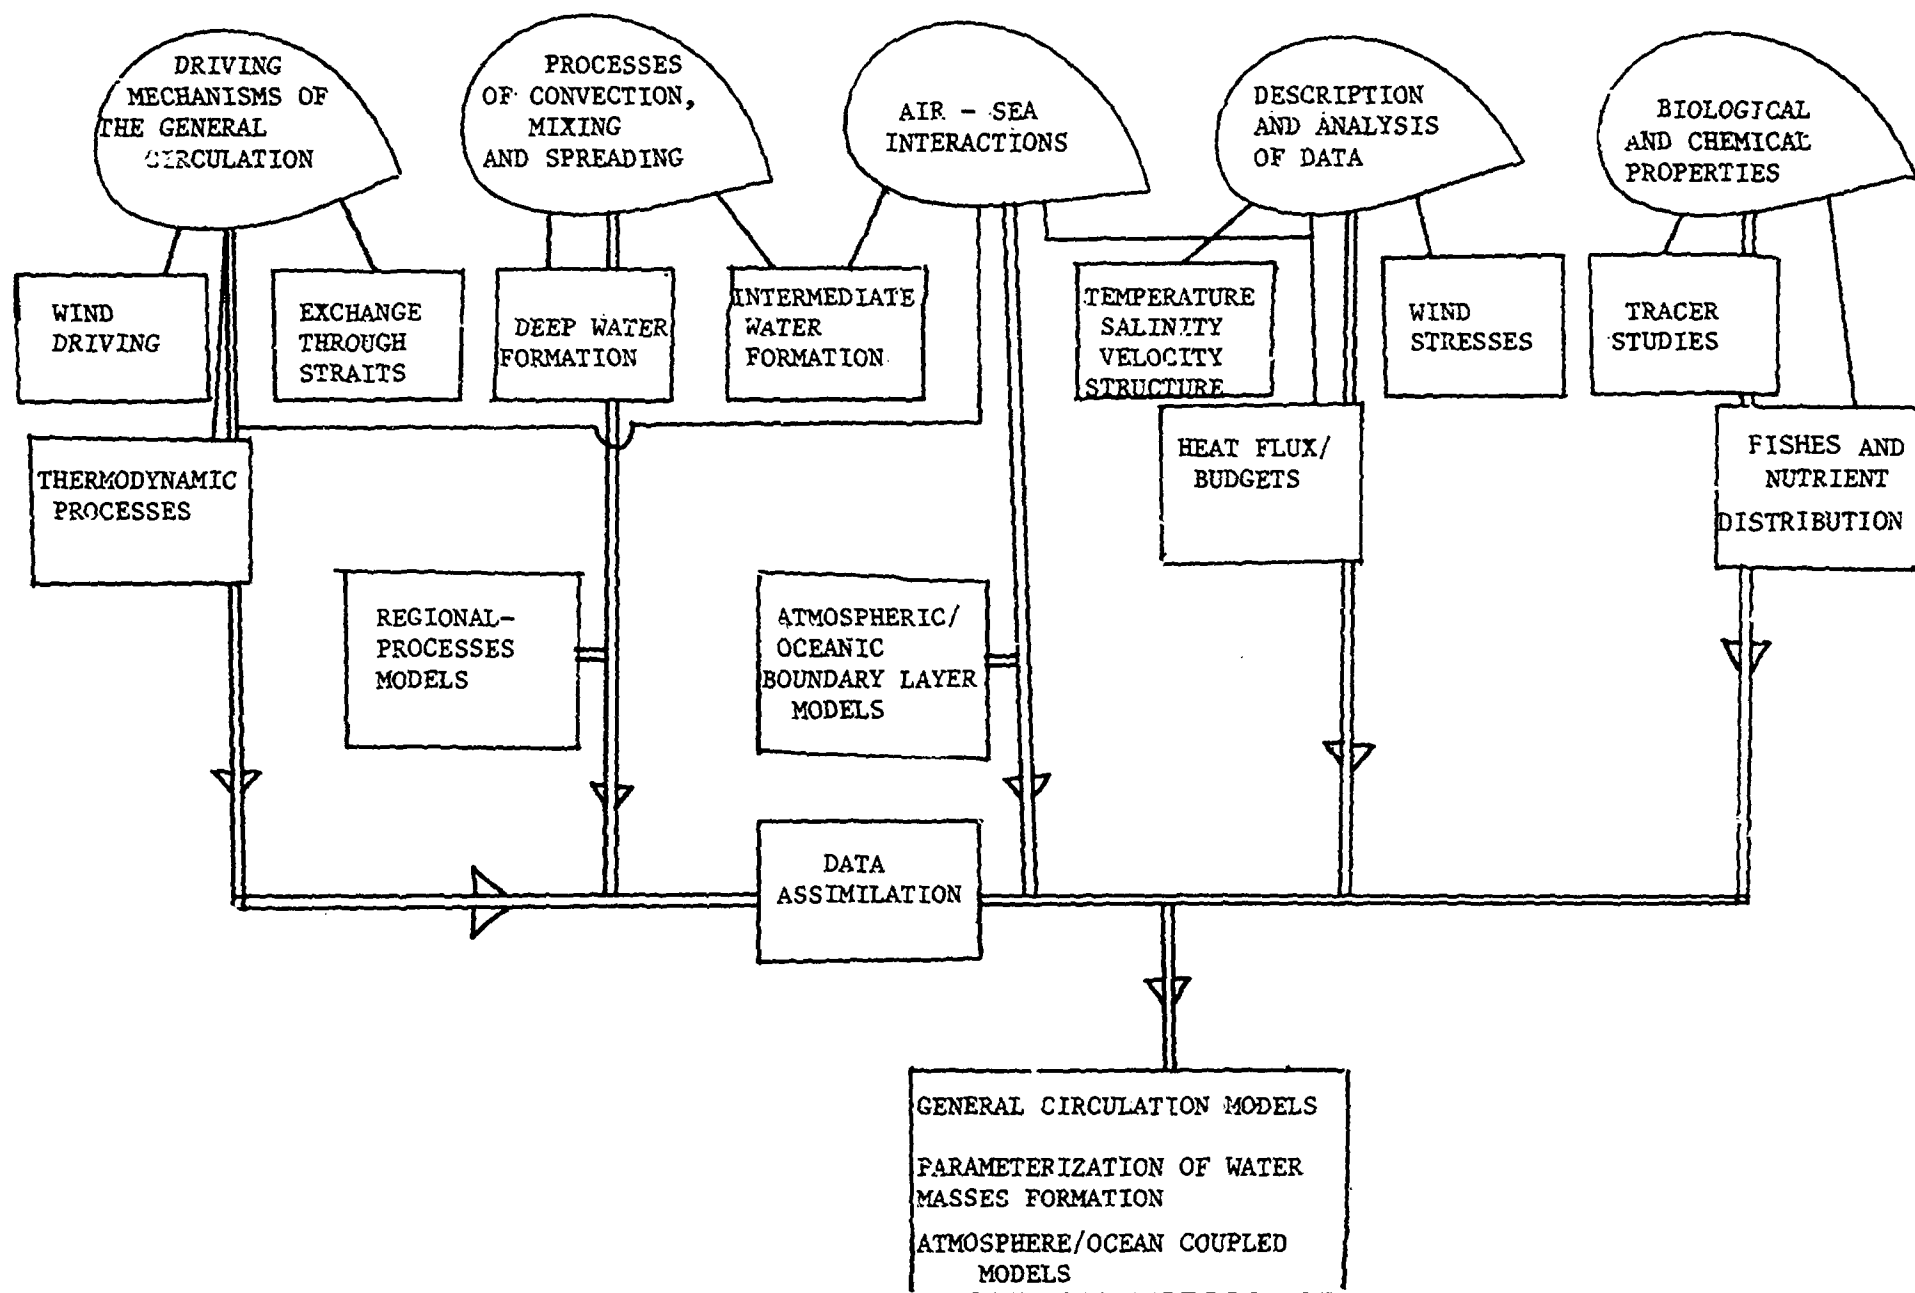 DRIVING
MECHANISMS OF
THE GENERAL
CIRCULATION
PROCESSES
OF CONVECTION,
MIXING
AND SPREADING
AIR - SEA
INTERACTIONS
DESCRIPTION
AND ANALYSIS
OF DATA
BIOLOGICAL
AND CHEMICAL
PROPERTIES
WIND
DRIVING
EXCHANGE
THROUGH
STRAITS
DEEP WATER
FORMATION
INTERMEDIATE
WATER
FORMATION
TEMPERATURE
SALINITY
VELOCITY
STRUCTURE
WIND
STRESSES
TRACER
STUDIES
THERMODYNAMIC
PROCESSES
HEAT FLUX/
BUDGETS
FISHES AND
NUTRIENT
DISTRIBUTION
REGIONAL-
PROCESSES
MODELS
ATMOSPHERIC/
OCEANIC
BOUNDARY LAYER
MODELS
DATA
ASSIMILATION
GENERAL CIRCULATION MODELS
PARAMETERIZATION OF WATER
MASSES FORMATION
ATMOSPHERE/OCEAN COUPLED
MODELS